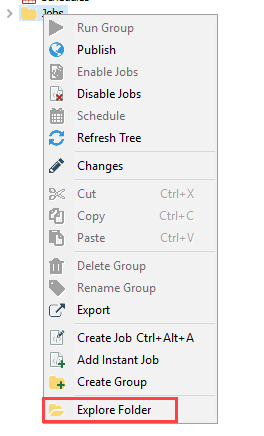 Jobs
Run Group
Publish
Enable Jobs
Disable Jobs
Schedule
Refresh Tree
Changes
Cut Ctrl+X
Copy Ctrl+C
Paste Ctrl+V
Delete Group
Rename Group
Export
Create Job Ctrl+Alt+A
Add Instant Job
Create Group
Explore Folder